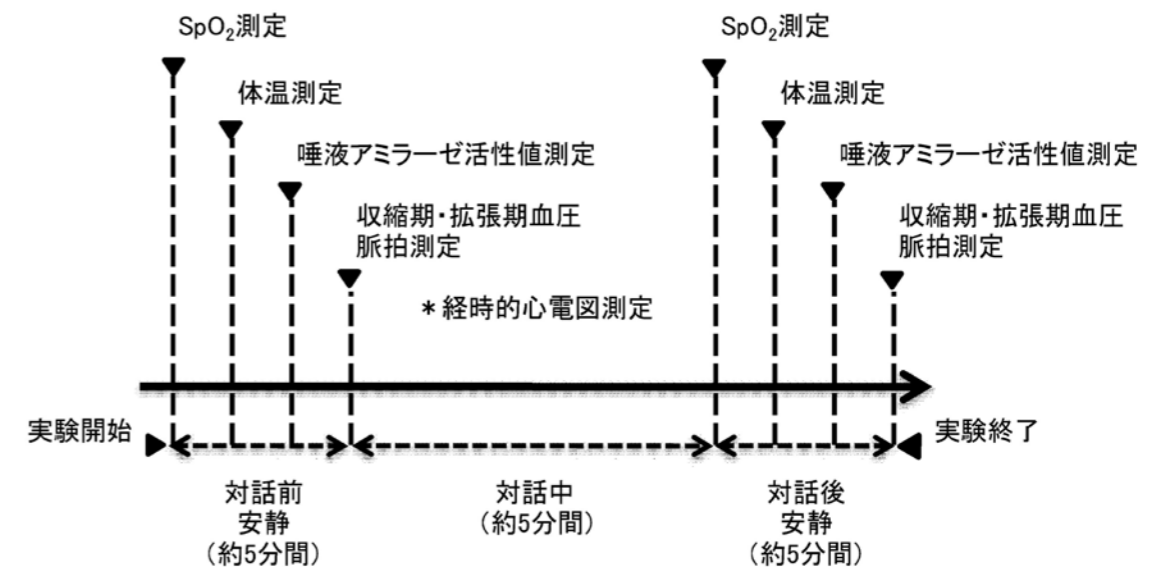 SpO₂測定
体温測定
唾液アミラーゼ活性値測定
収縮期・拡張期血圧
脈拍測定
SpO₂測定
体温測定
唾液アミラーゼ活性値測定
収縮期・拡張期血圧
脈拍測定
＊経時的心電図測定
実験開始
実験終了
対話前
安静
(約5分間)
対話中
(約5分間)
対話後
安静
(約5分間)